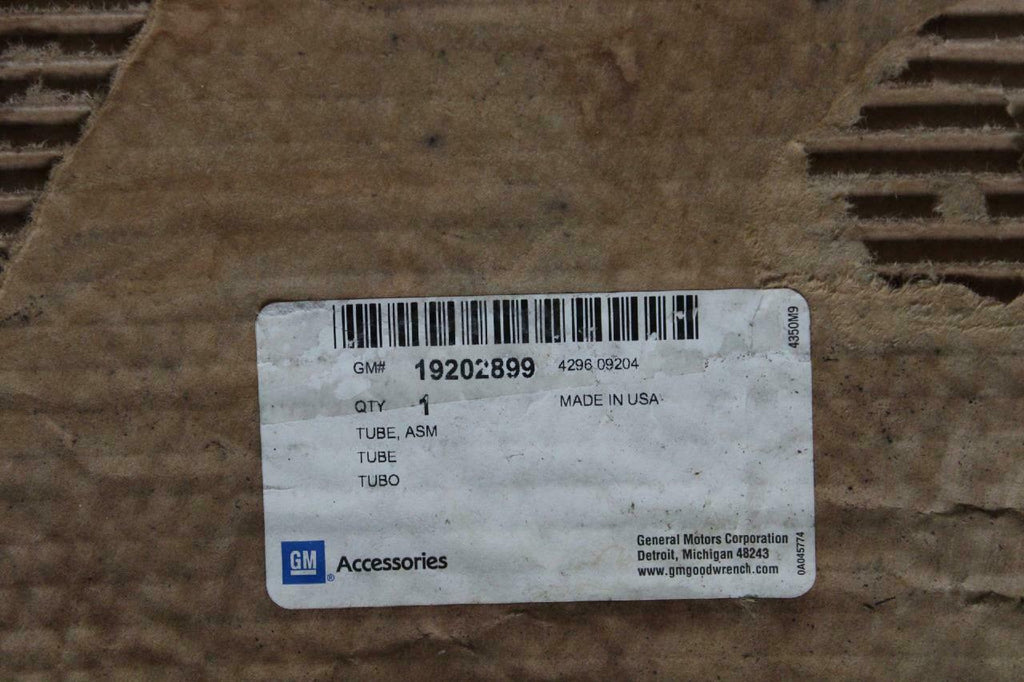 4350M9
GM# 19202899 4296 09204
QTY 1 MADE IN USA
TUBE, ASM
TUBE
TUBO
GM® Accessories
General Motors Corporation
Detroit, Michigan 48243
www.gmgoodwrench.com
0A045774